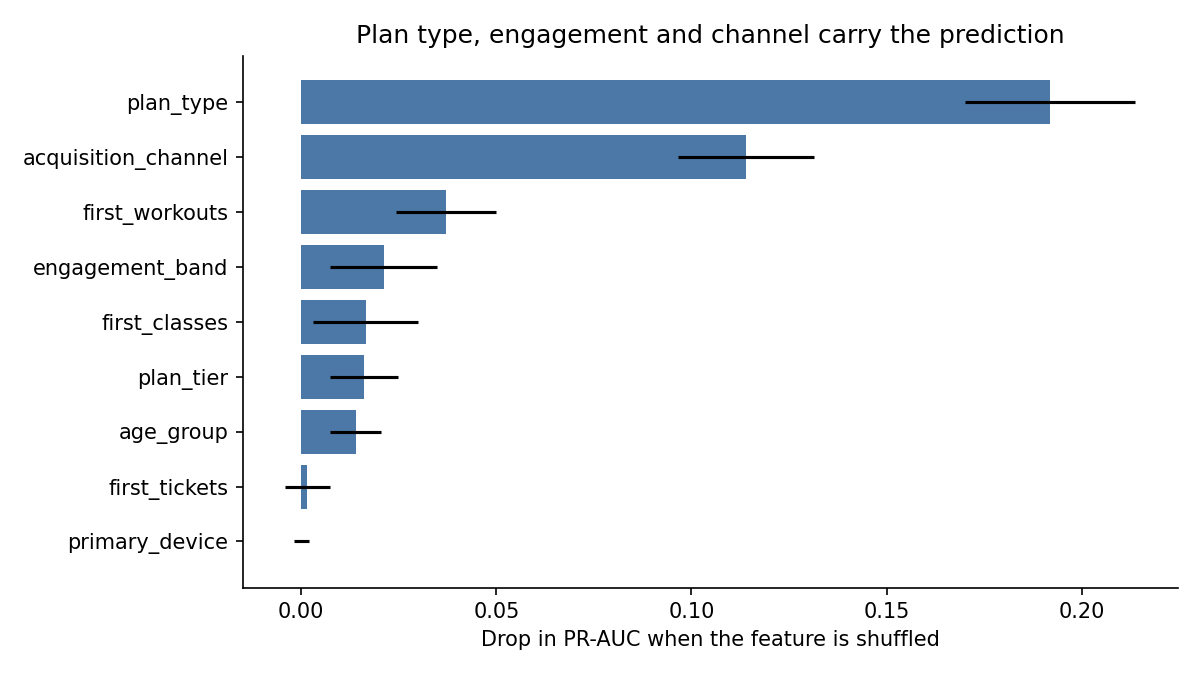 Plan type, engagement and channel carry the prediction
plan_type
acquisition_channel
first_workouts
engagement_band
first_classes
plan_tier
age_group
first_tickets
primary_device
0.00 0.05 0.10 0.15 0.20
Drop in PR-AUC when the feature is shuffled